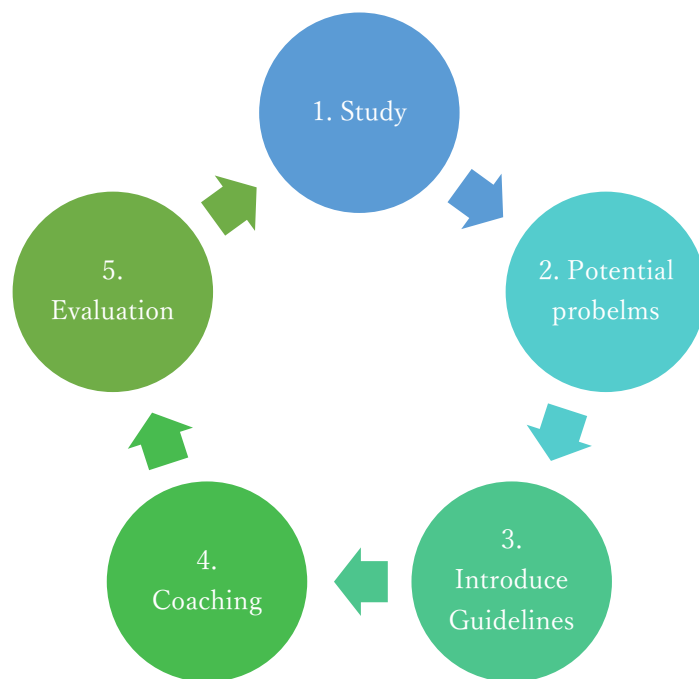 1. Study
2. Potential
probelms
3.
Introduce
Guidelines
4.
Coaching
5.
Evaluation